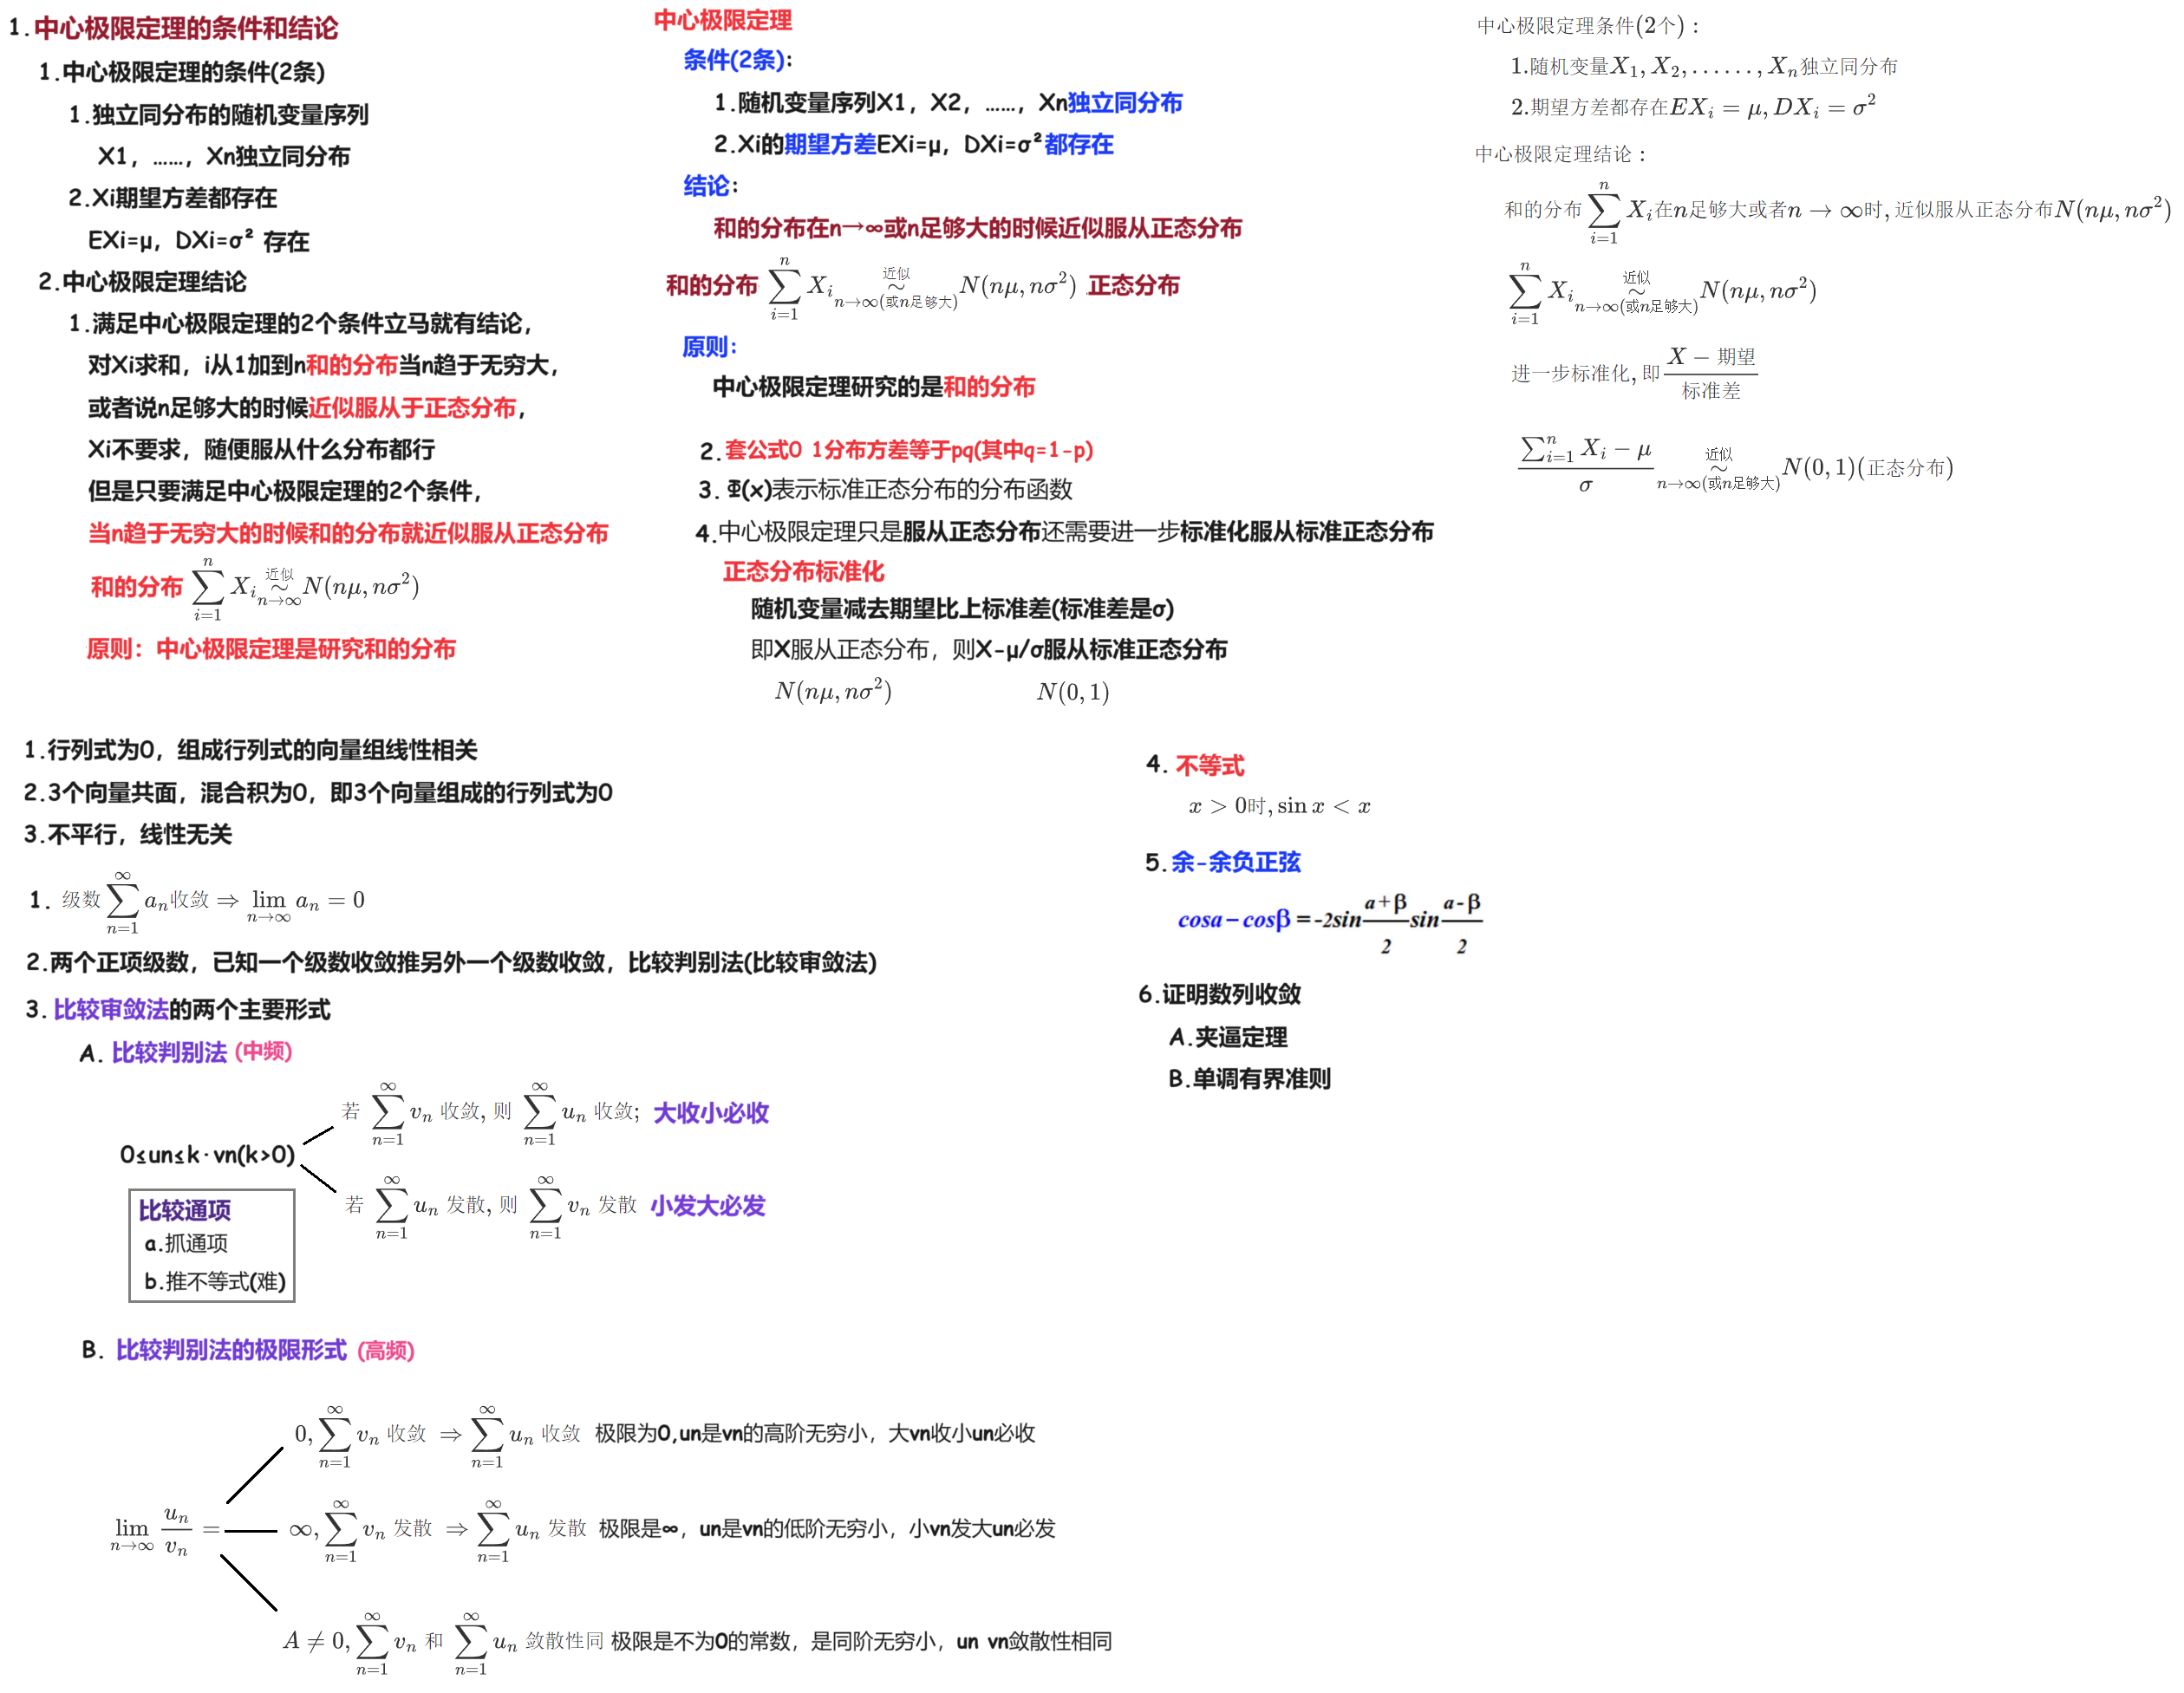 1.中心极限定理的条件和结论
1.中心极限定理的条件(2条)
1.独立同分布的随机变量序列
X1，……，Xn独立同分布
2.Xi期望方差都存在
EXi=μ，DXi=σ² 存在
2.中心极限定理结论
1.满足中心极限定理的2个条件立马就有结论，
对Xi求和，i从1加到n和的分布当n趋于无穷大，
或者说n足够大的时候近似服从于正态分布，
Xi不要求，随便服从什么分布都行
但是只要满足中心极限定理的2个条件，
当n趋于无穷大的时候和的分布就近似服从正态分布
和的分布 $\sum_{i=1}^{n} X_i \overset{近似}{\underset{n\to\infty}{\sim}} N(n\mu, n\sigma^2)$
原则：中心极限定理是研究和的分布
中心极限定理
条件(2条)：
1.随机变量序列X1，X2，……，Xn独立同分布
2.Xi的期望方差EXi=μ，DXi=σ²都存在
结论：
和的分布在n→∞或n足够大的时候近似服从正态分布
和的分布 $\sum_{i=1}^{n} X_i \overset{近似}{\underset{n\to\infty(或n足够大)}{\sim}} N(n\mu, n\sigma^2)$ 正态分布
原则：
中心极限定理研究的是和的分布
2.套公式0 1分布方差等于pq(其中q=1-p)
3.Φ(x)表示标准正态分布的分布函数
4.中心极限定理只是服从正态分布还需要进一步标准化服从标准正态分布
正态分布标准化
随机变量减去期望比上标准差(标准差是σ)
即X服从正态分布，则X-μ/σ服从标准正态分布
$N(n\mu, n\sigma^2)$ $N(0,1)$
中心极限定理条件(2个)：
1.随机变量$X_1, X_2, ......, X_n$独立同分布
2.期望方差都存在$EX_i = \mu, DX_i = \sigma^2$
中心极限定理结论：
和的分布 $\sum_{i=1}^{n} X_i$在$n$足够大或者$n \to \infty$时, 近似服从正态分布$N(n\mu, n\sigma^2)$
$\sum_{i=1}^{n} X_i \overset{近似}{\underset{n\to\infty(或n足够大)}{\sim}} N(n\mu, n\sigma^2)$
进一步标准化, 即$\frac{X - 期望}{标准差}$
$\frac{\sum_{i=1}^{n} X_i - \mu}{\sigma} \overset{近似}{\underset{n\to\infty(或n足够大)}{\sim}} N(0,1)$(正态分布)
1.行列式为0，组成行列式的向量组线性相关
2.3个向量共面，混合积为0，即3个向量组成的行列式为0
3.不平行，线性无关
1. 级数 $\sum_{n=1}^{\infty} a_n$收敛 $\Rightarrow \lim_{n\to\infty} a_n = 0$
2.两个正项级数，已知一个级数收敛推另外一个级数收敛，比较判别法(比较审敛法)
3.比较审敛法的两个主要形式
A. 比较判别法 (中频)
若 $\sum_{n=1}^{\infty} v_n$ 收敛, 则 $\sum_{n=1}^{\infty} u_n$ 收敛; 大收小必收
0≤un≤k·vn(k>0)
若 $\sum_{n=1}^{\infty} u_n$ 发散, 则 $\sum_{n=1}^{\infty} v_n$ 发散 小发大必发
比较通项
a.抓通项
b.推不等式(难)
B. 比较判别法的极限形式 (高频)
$0, \sum_{n=1}^{\infty} v_n$ 收敛 $\Rightarrow \sum_{n=1}^{\infty} u_n$ 收敛 极限为0,un是vn的高阶无穷小，大vn收小un必收
$\lim_{n\to\infty} \frac{u_n}{v_n} =$ $\infty, \sum_{n=1}^{\infty} v_n$ 发散 $\Rightarrow \sum_{n=1}^{\infty} u_n$ 发散 极限是∞，un是vn的低阶无穷小，小vn发大un必发
$A \neq 0, \sum_{n=1}^{\infty} v_n$ 和 $\sum_{n=1}^{\infty} u_n$ 敛散性同 极限是不为0的常数，是同阶无穷小，un vn敛散性相同
4. 不等式
$x > 0$时, $\sin x < x$
5.余-余负正弦
$cosa - cosβ = -2sin\frac{a+β}{2}sin\frac{a-β}{2}$
6.证明数列收敛
A.夹逼定理
B.单调有界准则